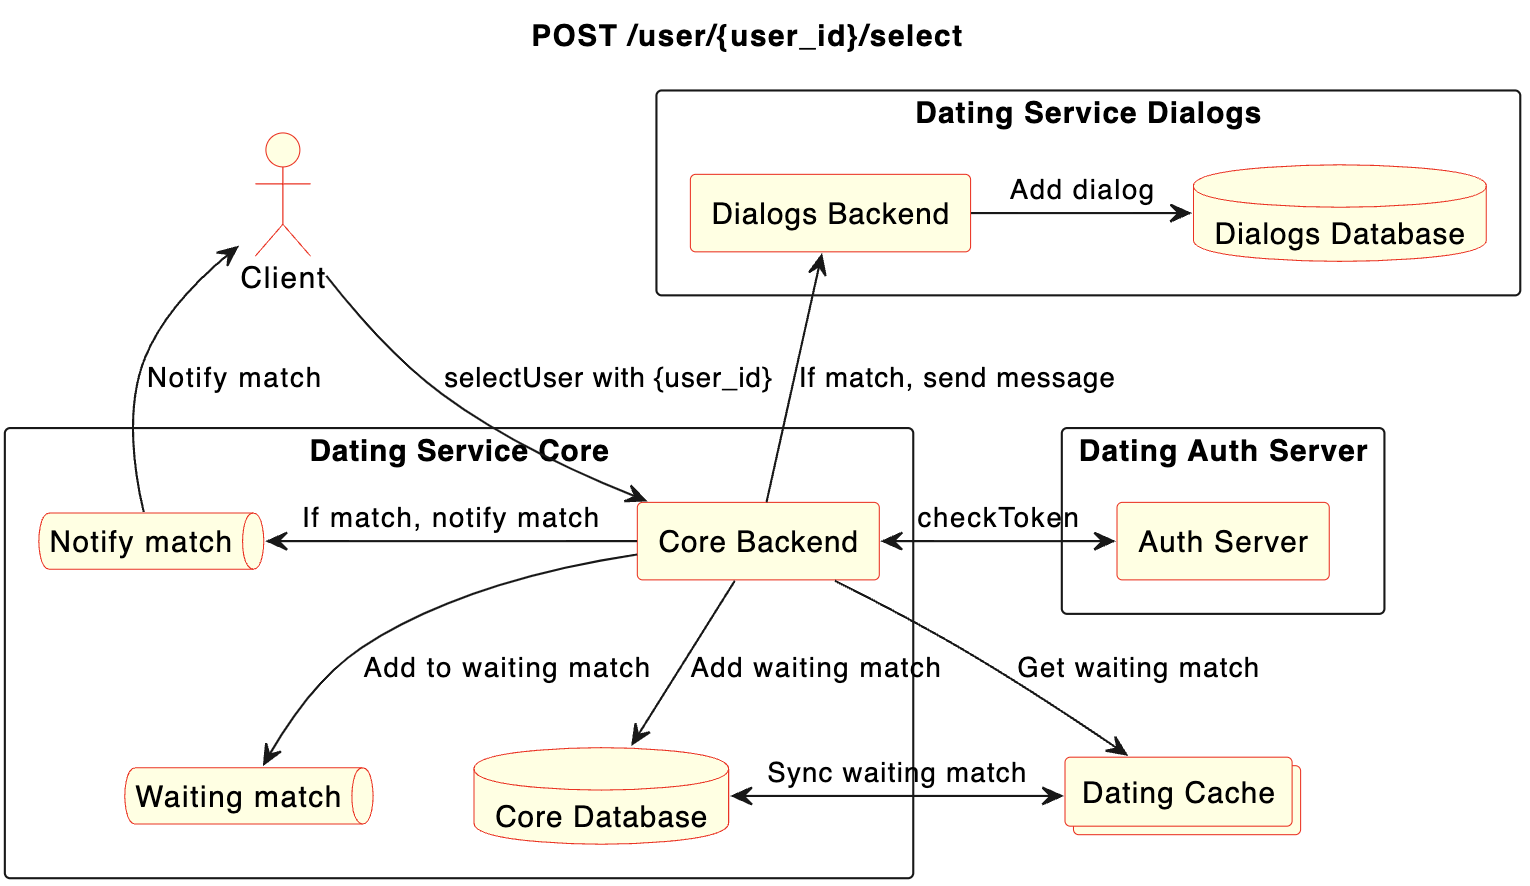 POST /user/{user_id}/select
Dating Service Dialogs
Dialogs Backend
Add dialog
Dialogs Database
Client
Notify match
selectUser with {user_id}
If match, send message
Dating Service Core
Dating Auth Server
Notify match
If match, notify match
Core Backend
checkToken
Auth Server
Add to waiting match
Add waiting match
Get waiting match
Waiting match
Core Database
Sync waiting match
Dating Cache